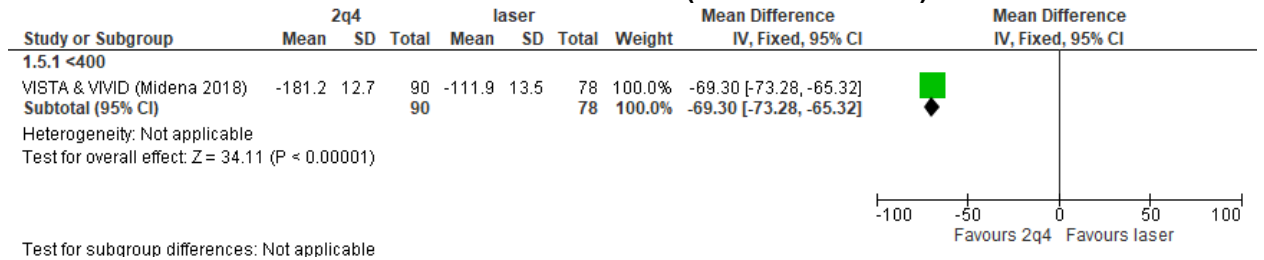 2q4 laser Mean Difference Mean Difference
Study or Subgroup Mean SD Total Mean SD Total Weight IV, Fixed, 95% CI IV, Fixed, 95% CI
1.5.1 <400
VISTA & VIVID (Midena 2018) -181.2 12.7 90 -111.9 13.5 78 100.0% -69.30 [-73.28, -65.32]
Subtotal (95% CI) 90 78 100.0% -69.30 [-73.28, -65.32]
Heterogeneity: Not applicable
Test for overall effect: Z = 34.11 (P < 0.00001)
-100 -50 0 50 100
Favours 2q4 Favours laser
Test for subgroup differences: Not applicable